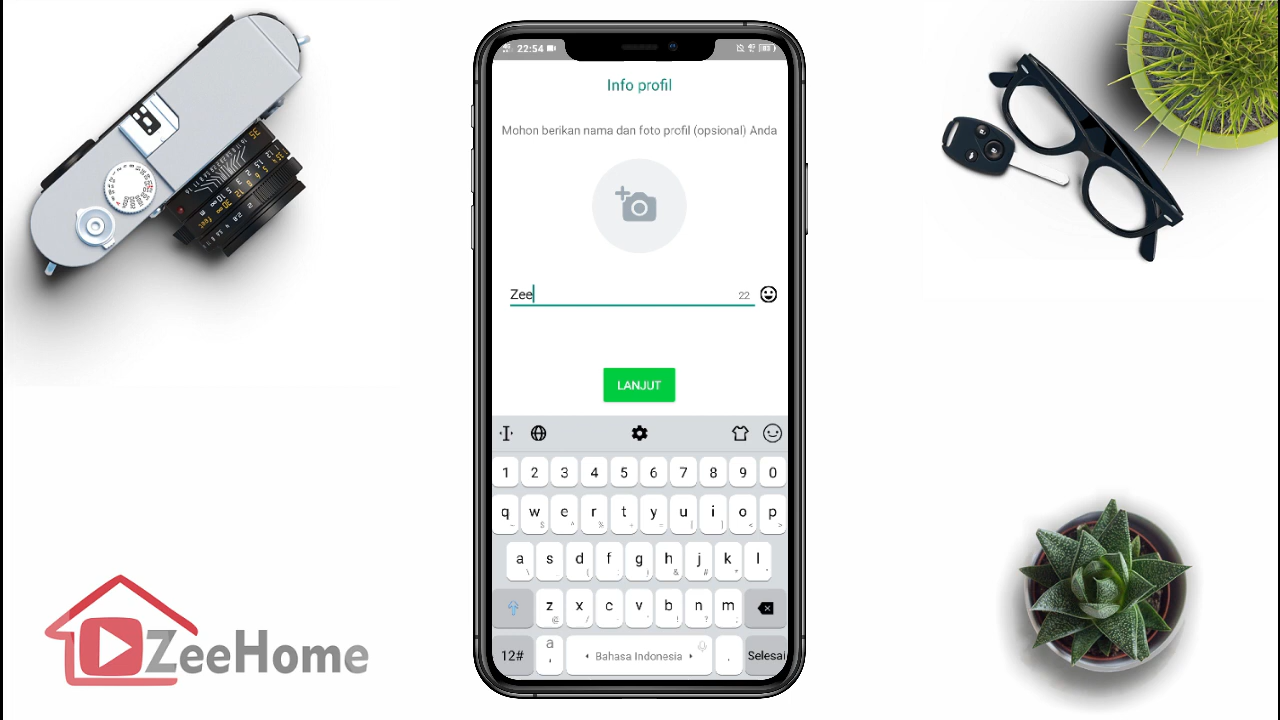 22:54
Info profil
Mohon berikan nama dan foto profil (opsional) Anda
Zee
22
LANJUT
1 2 3 4 5 6 7 8 9 0
q w e r t y u i o p
a s d f g h j k l
z x c v b n m
12# a , Bahasa Indonesia . Selesai
ZeeHome